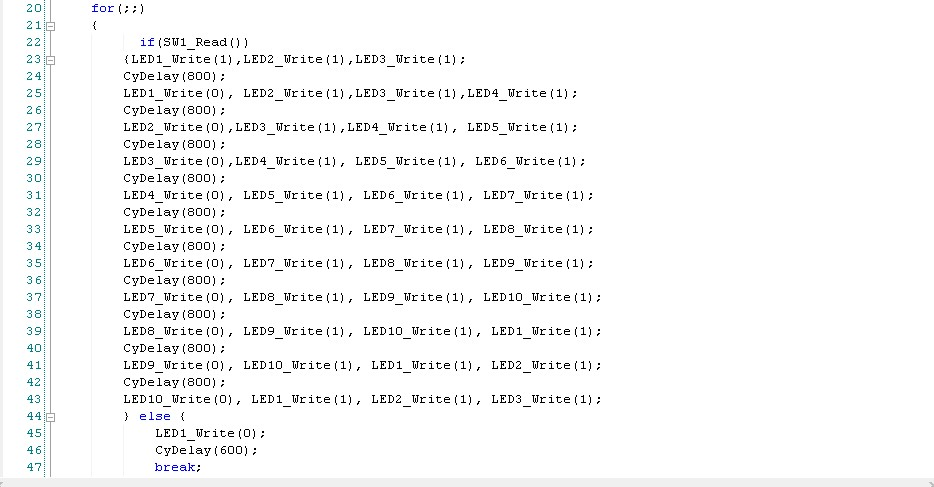 20 for(;;)
21 {
22 if(SW1_Read())
23 {LED1_Write(1),LED2_Write(1),LED3_Write(1);
24 CyDelay(800);
25 LED1_Write(0), LED2_Write(1),LED3_Write(1),LED4_Write(1);
26 CyDelay(800);
27 LED2_Write(0),LED3_Write(1),LED4_Write(1), LED5_Write(1);
28 CyDelay(800);
29 LED3_Write(0),LED4_Write(1), LED5_Write(1), LED6_Write(1);
30 CyDelay(800);
31 LED4_Write(0), LED5_Write(1), LED6_Write(1), LED7_Write(1);
32 CyDelay(800);
33 LED5_Write(0), LED6_Write(1), LED7_Write(1), LED8_Write(1);
34 CyDelay(800);
35 LED6_Write(0), LED7_Write(1), LED8_Write(1), LED9_Write(1);
36 CyDelay(800);
37 LED7_Write(0), LED8_Write(1), LED9_Write(1), LED10_Write(1);
38 CyDelay(800);
39 LED8_Write(0), LED9_Write(1), LED10_Write(1), LED1_Write(1);
40 CyDelay(800);
41 LED9_Write(0), LED10_Write(1), LED1_Write(1), LED2_Write(1);
42 CyDelay(800);
43 LED10_Write(0), LED1_Write(1), LED2_Write(1), LED3_Write(1);
44 } else {
45 LED1_Write(0);
46 CyDelay(600);
47 break;